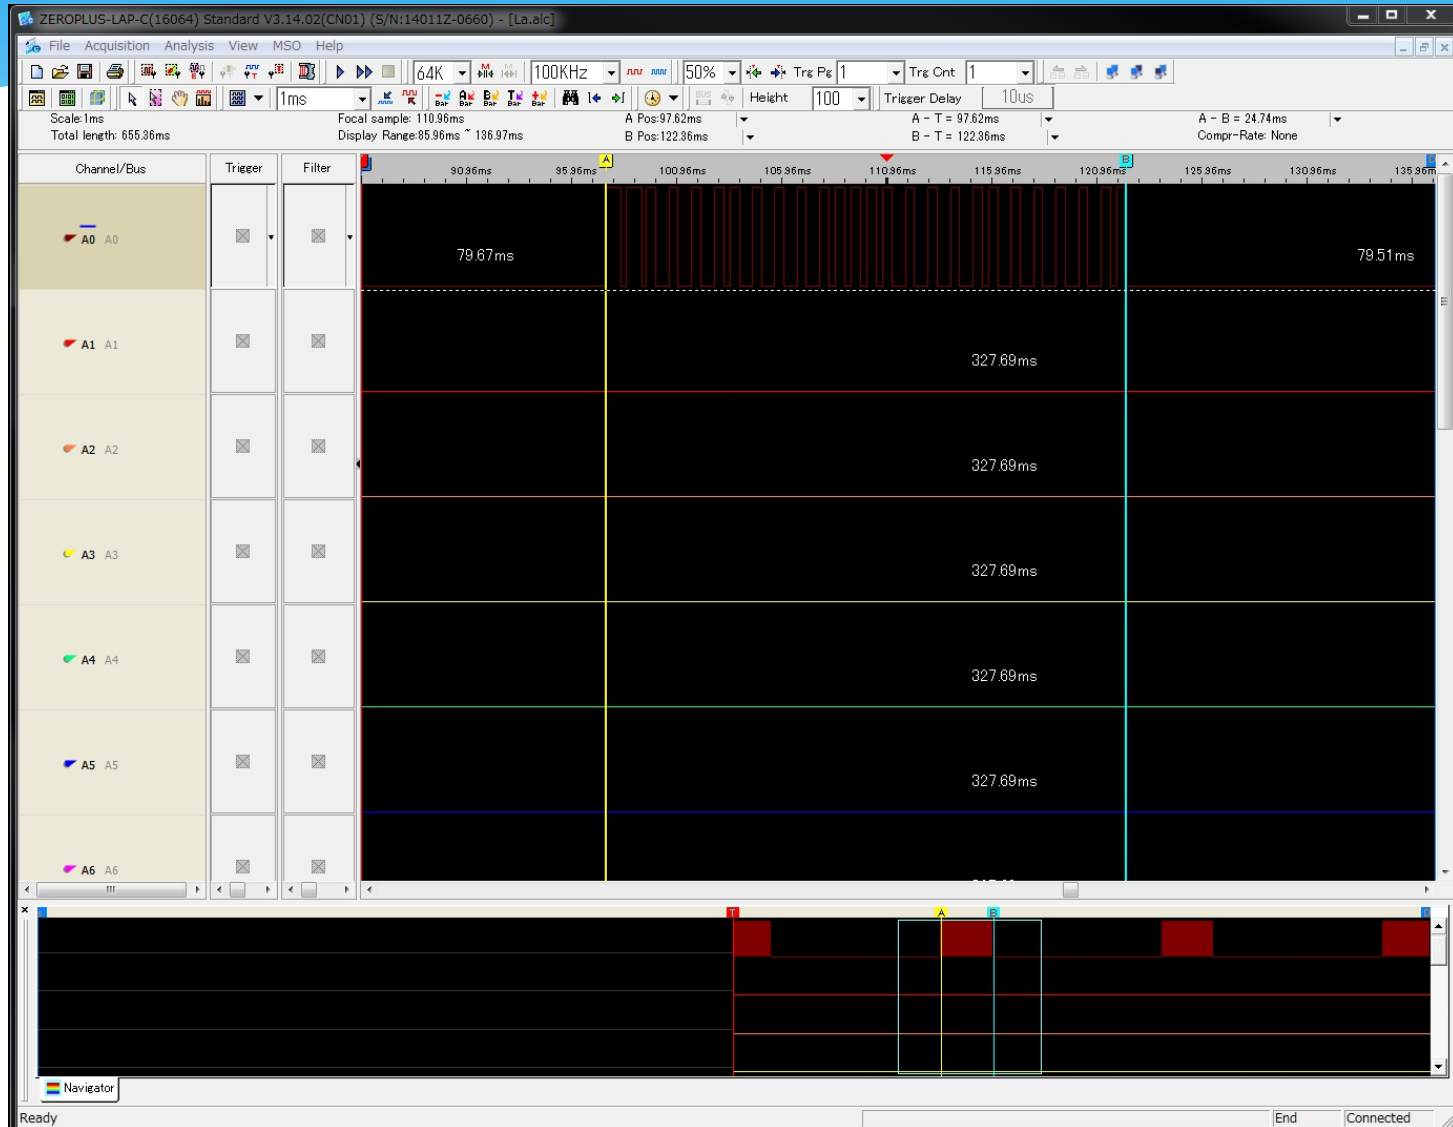 ZEROPLUS-LAP-C(16064) Standard V3.14.02(CN01) (S/N:14011Z-0660) - [La.alc]
File Acquisition Analysis View MSO Help
64K 100KHz 50% Trg Pg 1 Trg Cnt 1
1ms Bar Bar Bar Bar Bar Height 100 Trigger Delay 10us
Scale:1ms Focal sample: 110.96ms A Pos:97.62ms A - T = 97.62ms A - B = 24.74ms
Total length: 655.36ms Display Range:85.96ms ~ 136.97ms B Pos:122.36ms B - T = 122.36ms Compr-Rate: None
Channel/Bus Trigger Filter
A B
90.96ms 95.96ms 100.96ms 105.96ms 110.96ms 115.96ms 120.96ms 125.96ms 130.96ms 135.96m
A0 A0 79.67ms 79.51ms
A1 A1 327.69ms
A2 A2 327.69ms
A3 A3 327.69ms
A4 A4 327.69ms
A5 A5 327.69ms
A6 A6
T A B D
Navigator
Ready End Connected